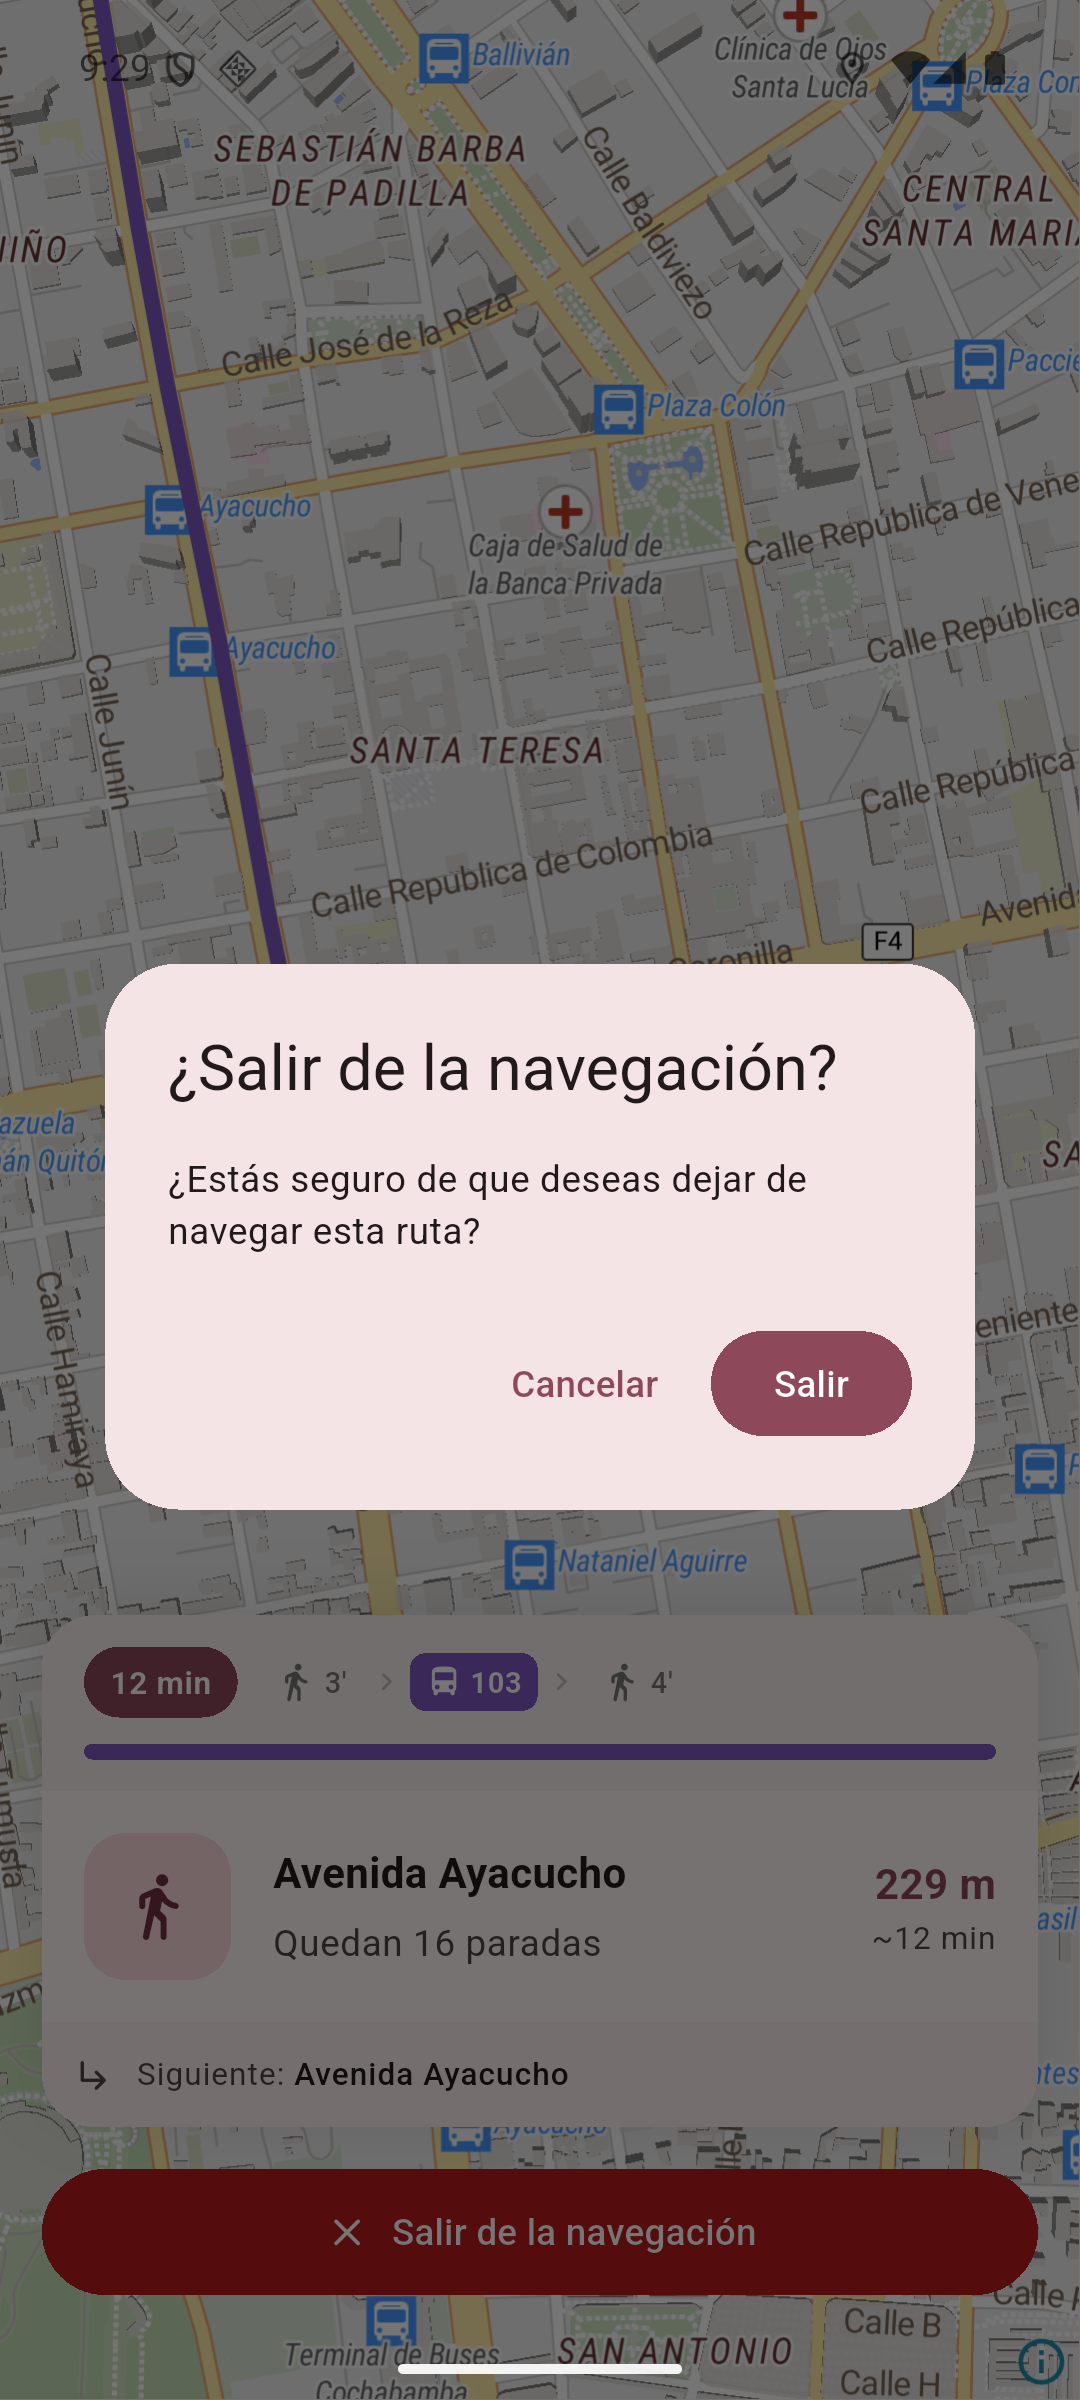 9:29
Ballivián
Clínica de Ojos
Santa Lucía
SEBASTIÁN BARBA
DE PADILLA
Calle Baldiviezo
CENTRAL
Calle José de la Reza
Plaza Colón
Ayacucho
Caja de Salud de
la Banca Privada
Calle República de
Ayacucho
Calle República
Calle Junín
SANTA TERESA
Calle República
Calle República de Colombia
F4
¿Salir de la navegación?
¿Estás seguro de que deseas dejar de
navegar esta ruta?
Cancelar
Salir
Calle Hamiraya
Nataniel Aguirre
12 min
3'
103
4'
Avenida Ayacucho
229 m
Quedan 16 paradas
~12 min
Siguiente: Avenida Ayacucho
Ayacucho
Salir de la navegación
Calle B
Terminal de Buses
Cochabamba
SAN ANTONIO
Calle H